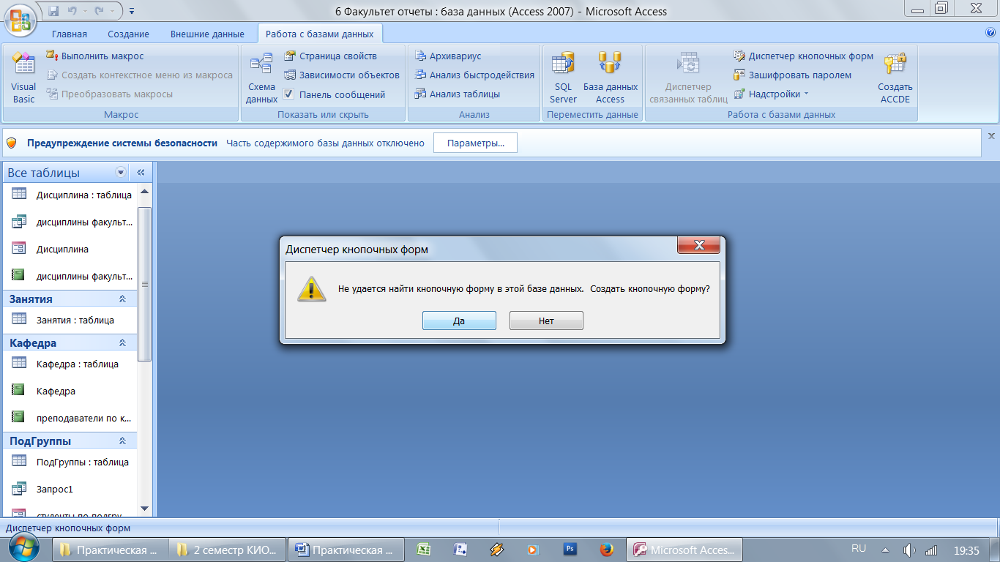 6 Факультет отчеты : база данных (Access 2007) - Microsoft Access
Главная Создание Внешние данные Работа с базами данных
Visual Basic
Выполнить макрос
Создать контекстное меню из макроса
Преобразовать макросы
Макрос
Схема данных
Страница свойств
Зависимости объектов
Панель сообщений
Показать или скрыть
Архивариус
Анализ быстродействия
Анализ таблицы
Анализ
SQL Server
База данных Access
Переместить данные
Диспетчер связанных таблиц
Диспетчер кнопочных форм
Зашифровать паролем
Надстройки
Создать ACCDE
Работа с базами данных
Предупреждение системы безопасности Часть содержимого базы данных отключено Параметры...
Все таблицы
Дисциплина : таблица
дисциплины факульт...
Дисциплина
дисциплины факульт...
Занятия
Занятия : таблица
Кафедра
Кафедра : таблица
Кафедра
преподаватели по к...
ПодГруппы
ПодГруппы : таблица
Запрос1
Диспетчер кнопочных форм
Не удается найти кнопочную форму в этой базе данных. Создать кнопочную форму?
Да Нет
Диспетчер кнопочных форм
Практическая ... 2 семестр КИО... Практическая ... Ps Microsoft Acces... RU 19:35